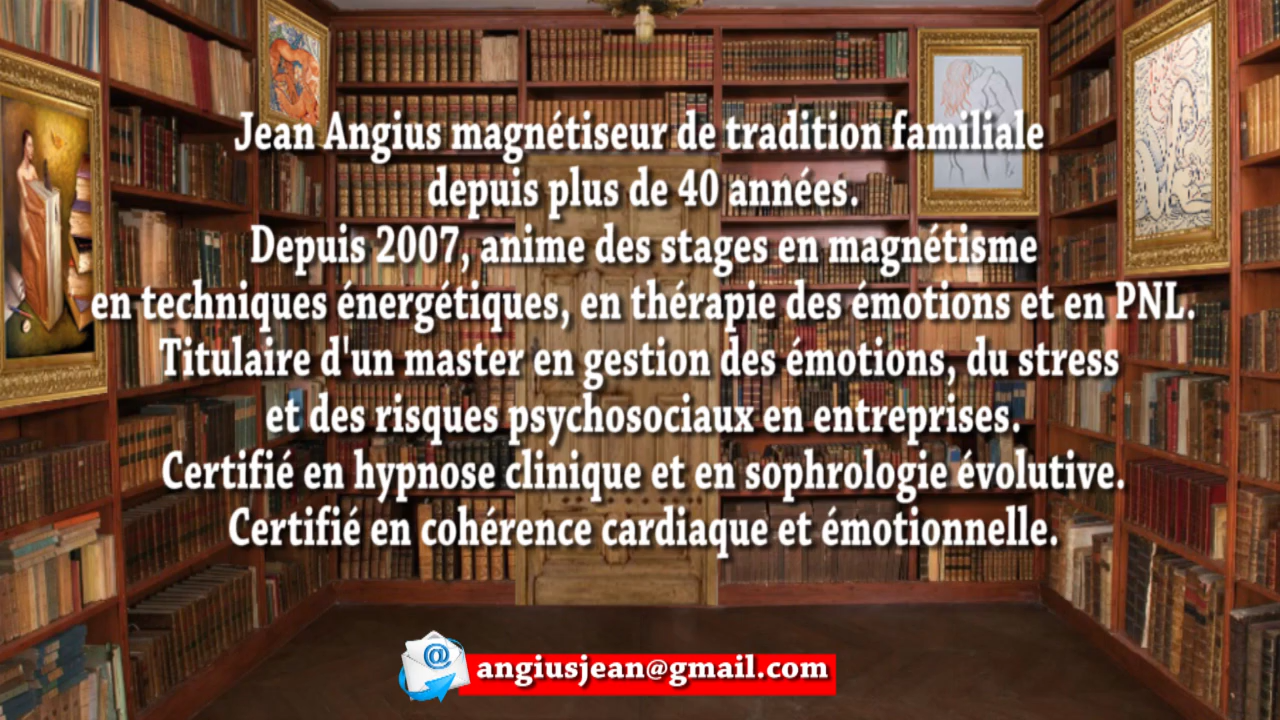 Jean Angius magnétiseur de tradition familiale
depuis plus de 40 années.
Depuis 2007, anime des stages en magnétisme
en techniques énergétiques, en thérapie des émotions et en PNL.
Titulaire d'un master en gestion des émotions, du stress
et des risques psychosociaux en entreprises.
Certifié en hypnose clinique et en sophrologie évolutive.
Certifié en cohérence cardiaque et émotionnelle.
@ angiusjean@gmail.com